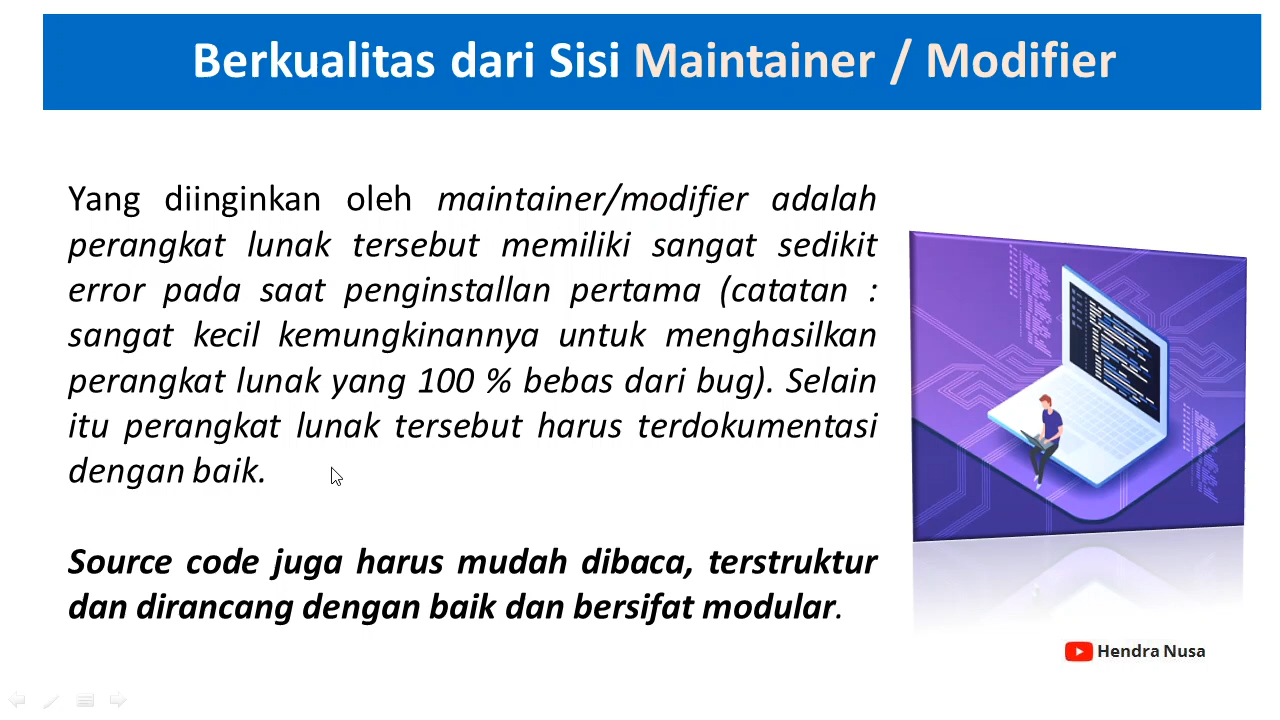 Berkualitas dari Sisi Maintainer / Modifier
Yang diinginkan oleh maintainer/modifier adalah
perangkat lunak tersebut memiliki sangat sedikit
error pada saat penginstallan pertama (catatan :
sangat kecil kemungkinannya untuk menghasilkan
perangkat lunak yang 100 % bebas dari bug). Selain
itu perangkat lunak tersebut harus terdokumentasi
dengan baik.
Source code juga harus mudah dibaca, terstruktur
dan dirancang dengan baik dan bersifat modular.
Hendra Nusa